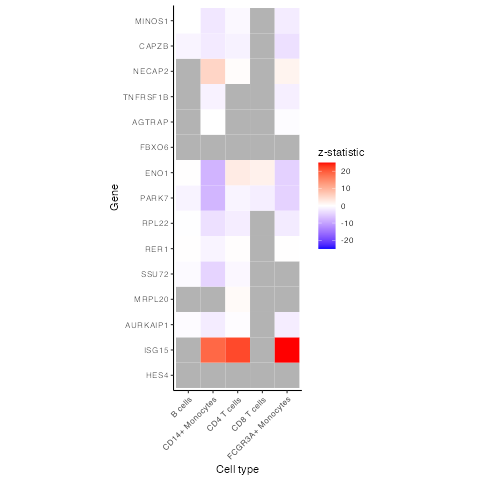 MINOS1
CAPZB
NECAP2
TNFRSF1B
AGTRAP
FBXO6
ENO1
PARK7
RPL22
RER1
SSU72
MRPL20
AURKAIP1
ISG15
HES4
Gene
B cells
CD14+ Monocytes
CD4 T cells
CD8 T cells
FCGR3A+ Monocytes
Cell type
z-statistic
20
10
0
-10
-20